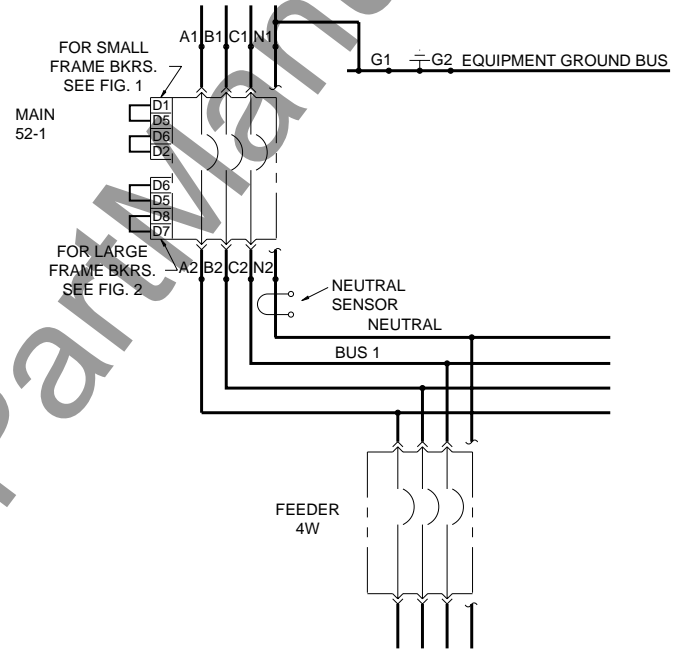 A1 B1 C1 N1
FOR SMALL
FRAME BKRS.
SEE FIG. 1
G1 G2 EQUIPMENT GROUND BUS
MAIN
52-1
D1
D5
D6
D2
D6
D5
D8
D7
FOR LARGE
FRAME BKRS.
SEE FIG. 2
A2 B2 C2 N2
NEUTRAL
SENSOR
NEUTRAL
BUS 1
FEEDER
4W
PartManu